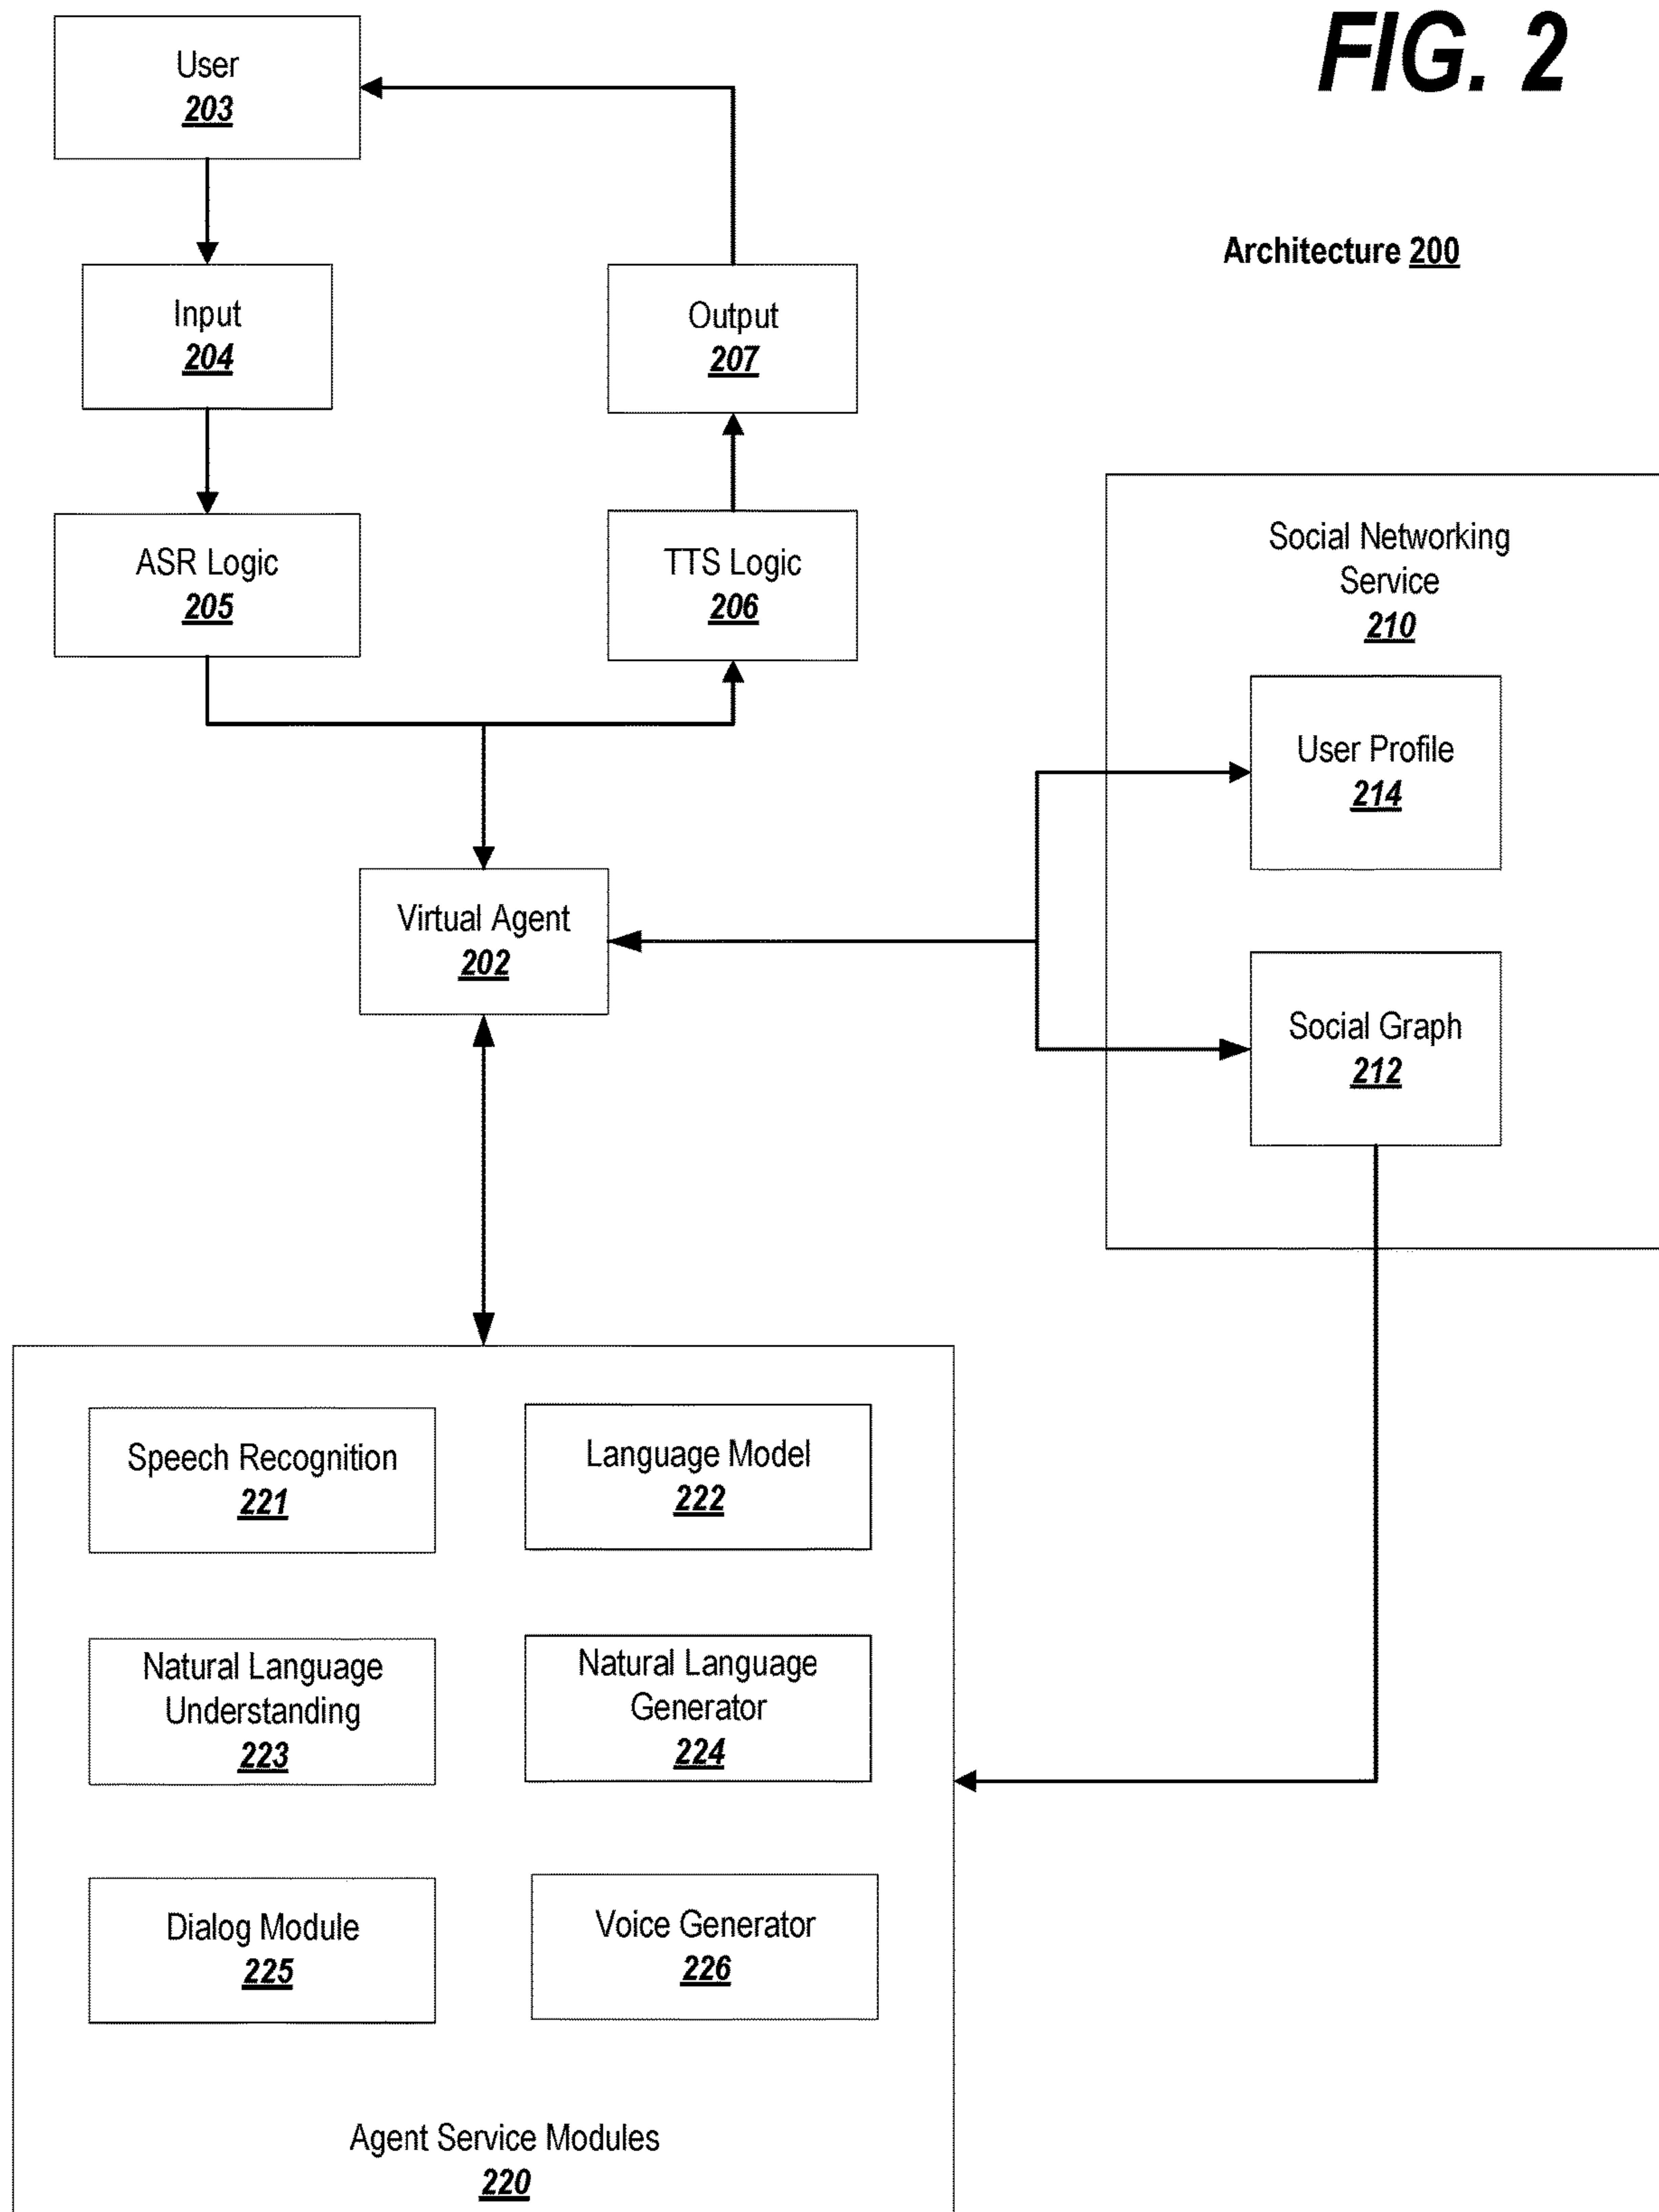 FIG. 2
User
203
Architecture 200
Input
204
Output
207
ASR Logic
205
TTS Logic
206
Social Networking
Service
210
User Profile
214
Virtual Agent
202
Social Graph
212
Speech Recognition
221
Language Model
222
Natural Language
Understanding
223
Natural Language
Generator
224
Dialog Module
225
Voice Generator
226
Agent Service Modules
220